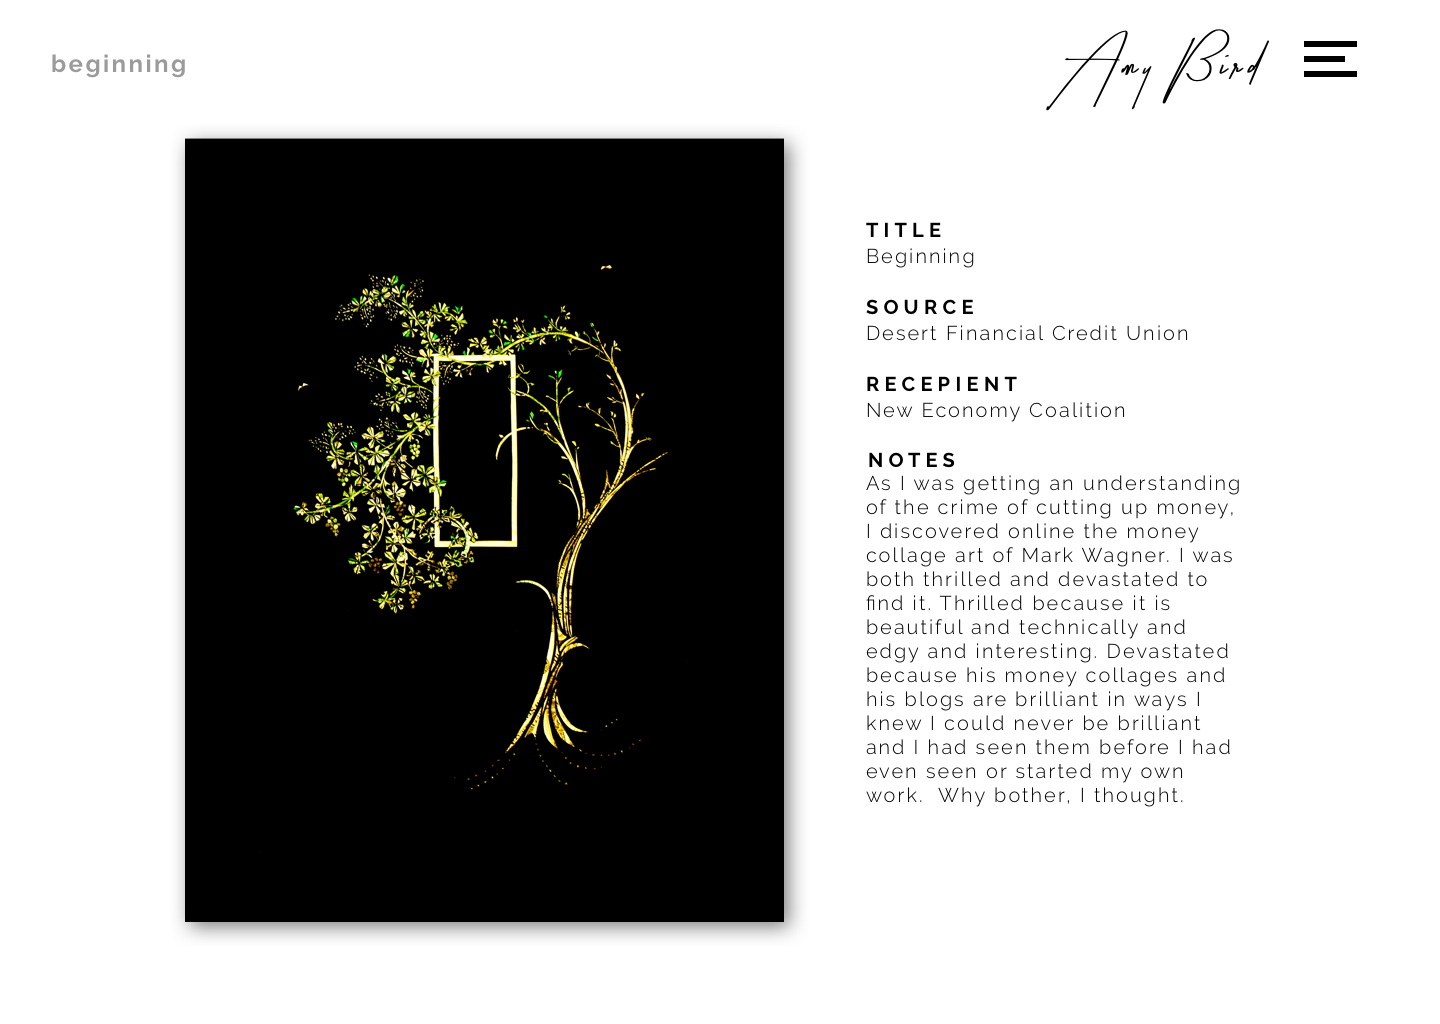 beginning
Amy Bird
TITLE
Beginning
SOURCE
Desert Financial Credit Union
RECEPIENT
New Economy Coalition
NOTES
As I was getting an understanding
of the crime of cutting up money,
I discovered online the money
collage art of Mark Wagner. I was
both thrilled and devastated to
find it. Thrilled because it is
beautiful and technically and
edgy and interesting. Devastated
because his money collages and
his blogs are brilliant in ways I
knew I could never be brilliant
and I had seen them before I had
even seen or started my own
work.  Why bother, I thought.